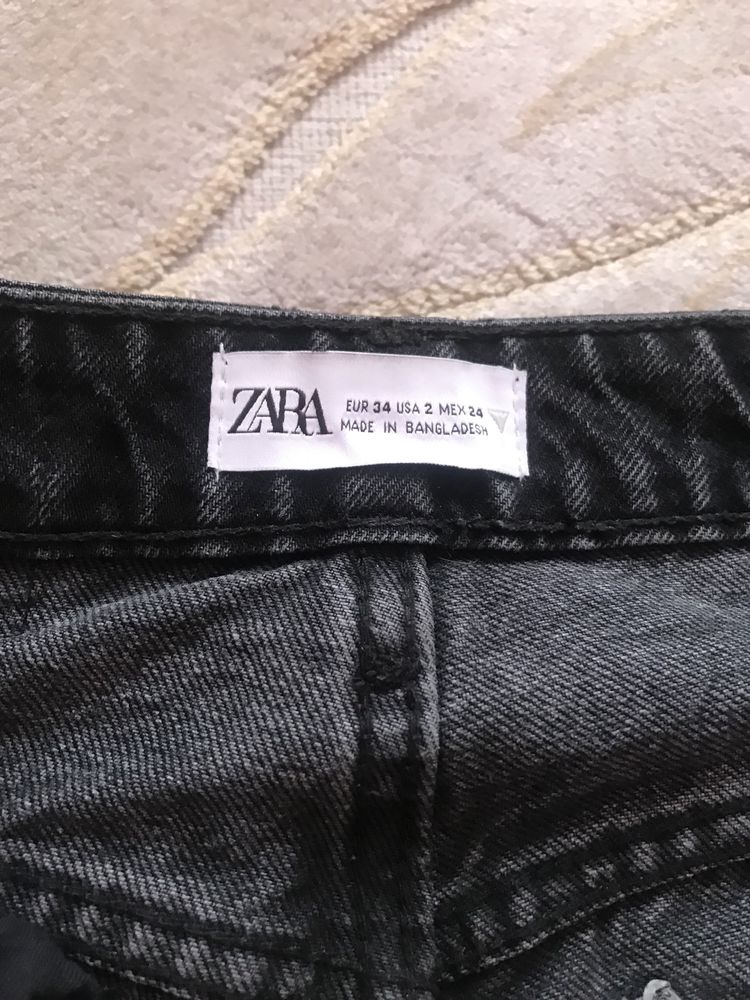 ZARA
EUR 34 USA 2 MEX 24
MADE IN BANGLADESH